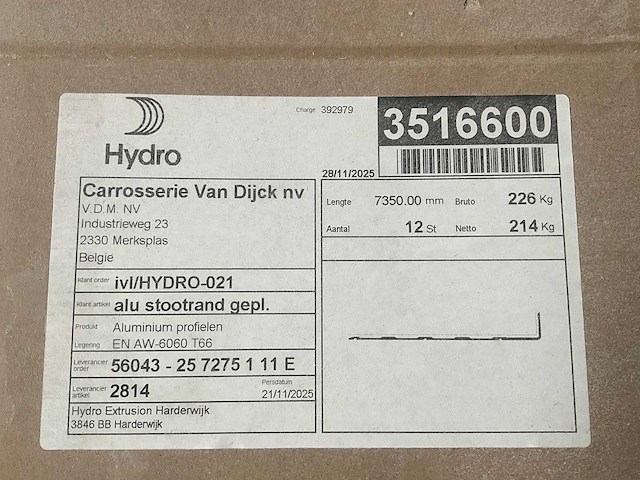 Hydro
Charge 392979
3516600
28/11/2025
Carrosserie Van Dijck nv
V.D.M. NV
Industrieweg 23
2330 Merksplas
Belgie
Klant order ivl/HYDRO-021
Klant artikel alu stootrand gepl.
Produkt Aluminium profielen
Legering EN AW-6060 T66
Leverancier order 56043 - 25 7275 1 11 E
Leverancier artikel 2814
Persdatum 21/11/2025
Hydro Extrusion Harderwijk
3846 BB Harderwijk
Lengte 7350.00 mm Bruto 226 Kg
Aantal 12 St Netto 214 Kg